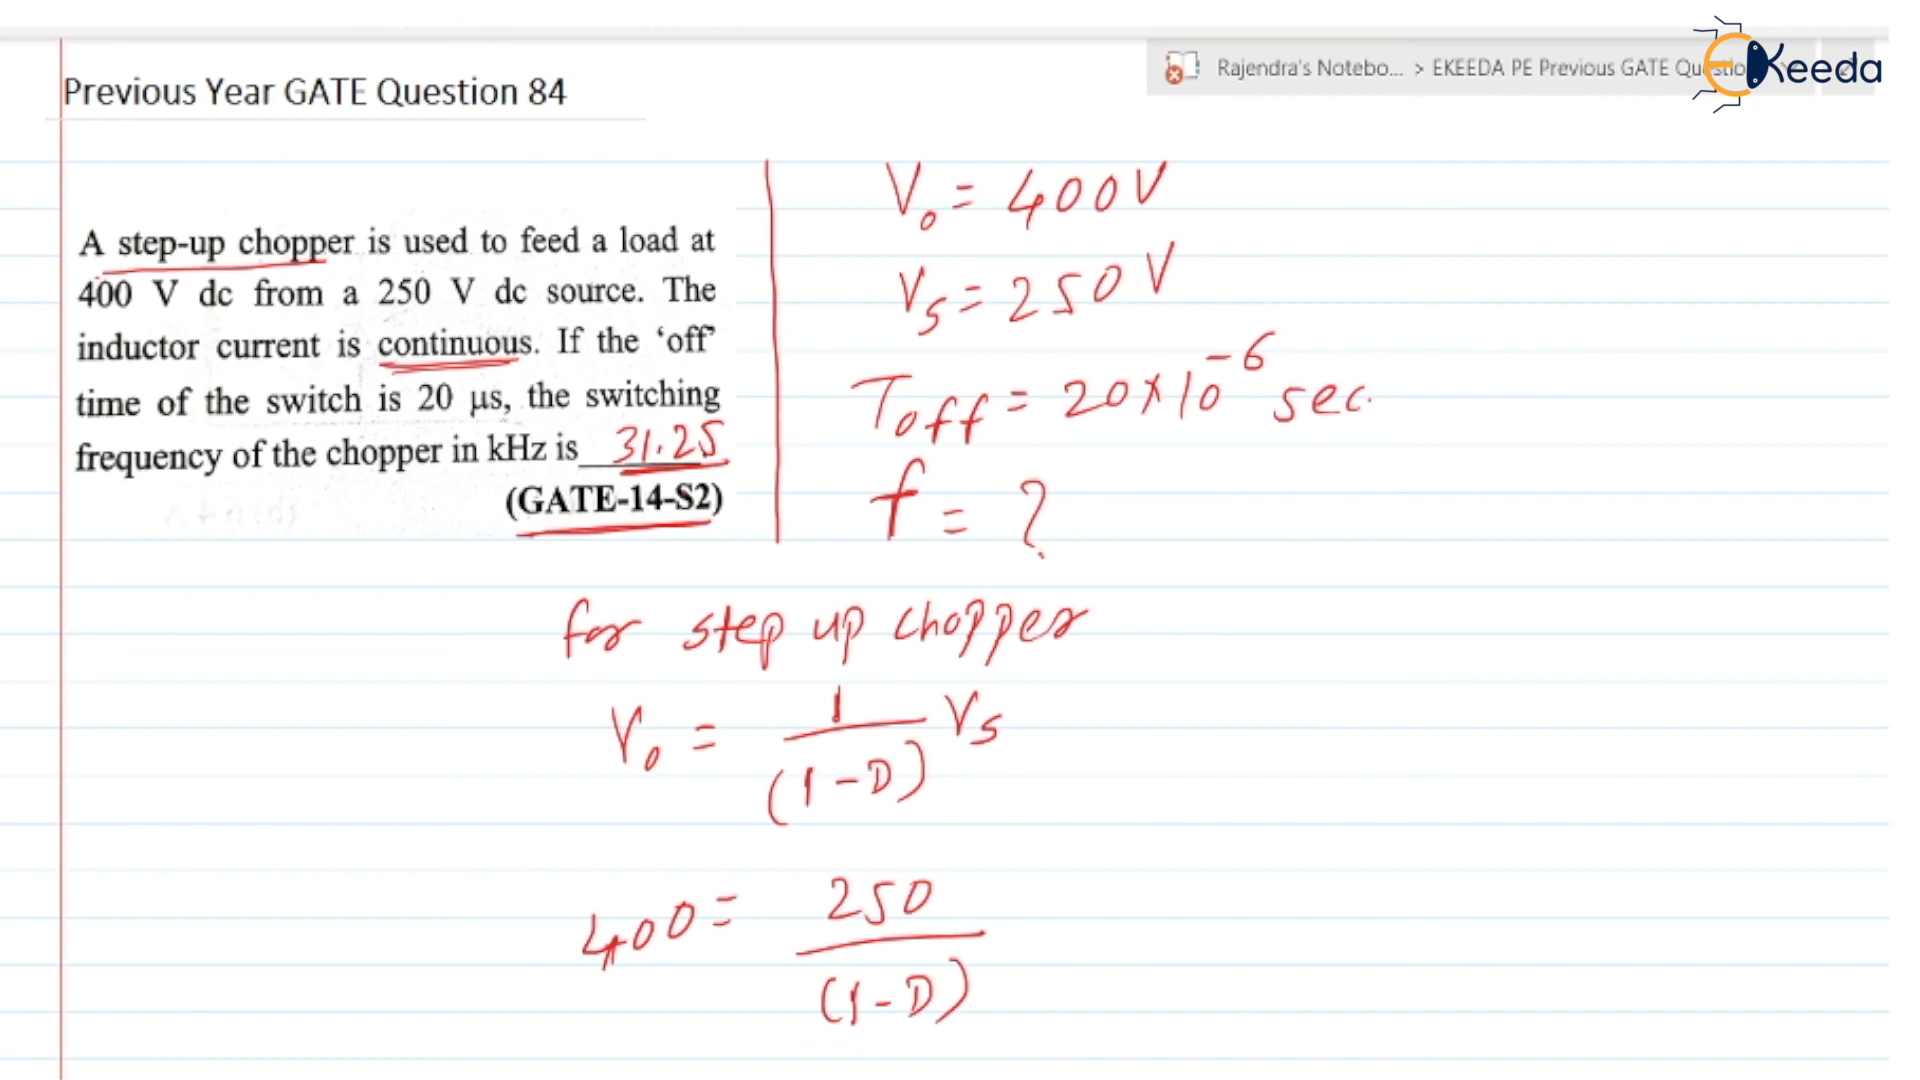 Previous Year GATE Question 84
Rajendra's Notebo... > EKEEDA PE Previous GATE
EKeeda
A step-up chopper is used to feed a load at
400 V dc from a 250 V dc source. The
inductor current is continuous. If the ‘off’
time of the switch is 20 μs, the switching
frequency of the chopper in kHz is 31.25
(GATE-14-S2)
V₀ = 400V
Vs = 250 V
Toff = 20×10⁻⁶ sec.
f = ?
for step up chopper
V₀ = 1/(1-D) Vs
400 = 250/(1-D)